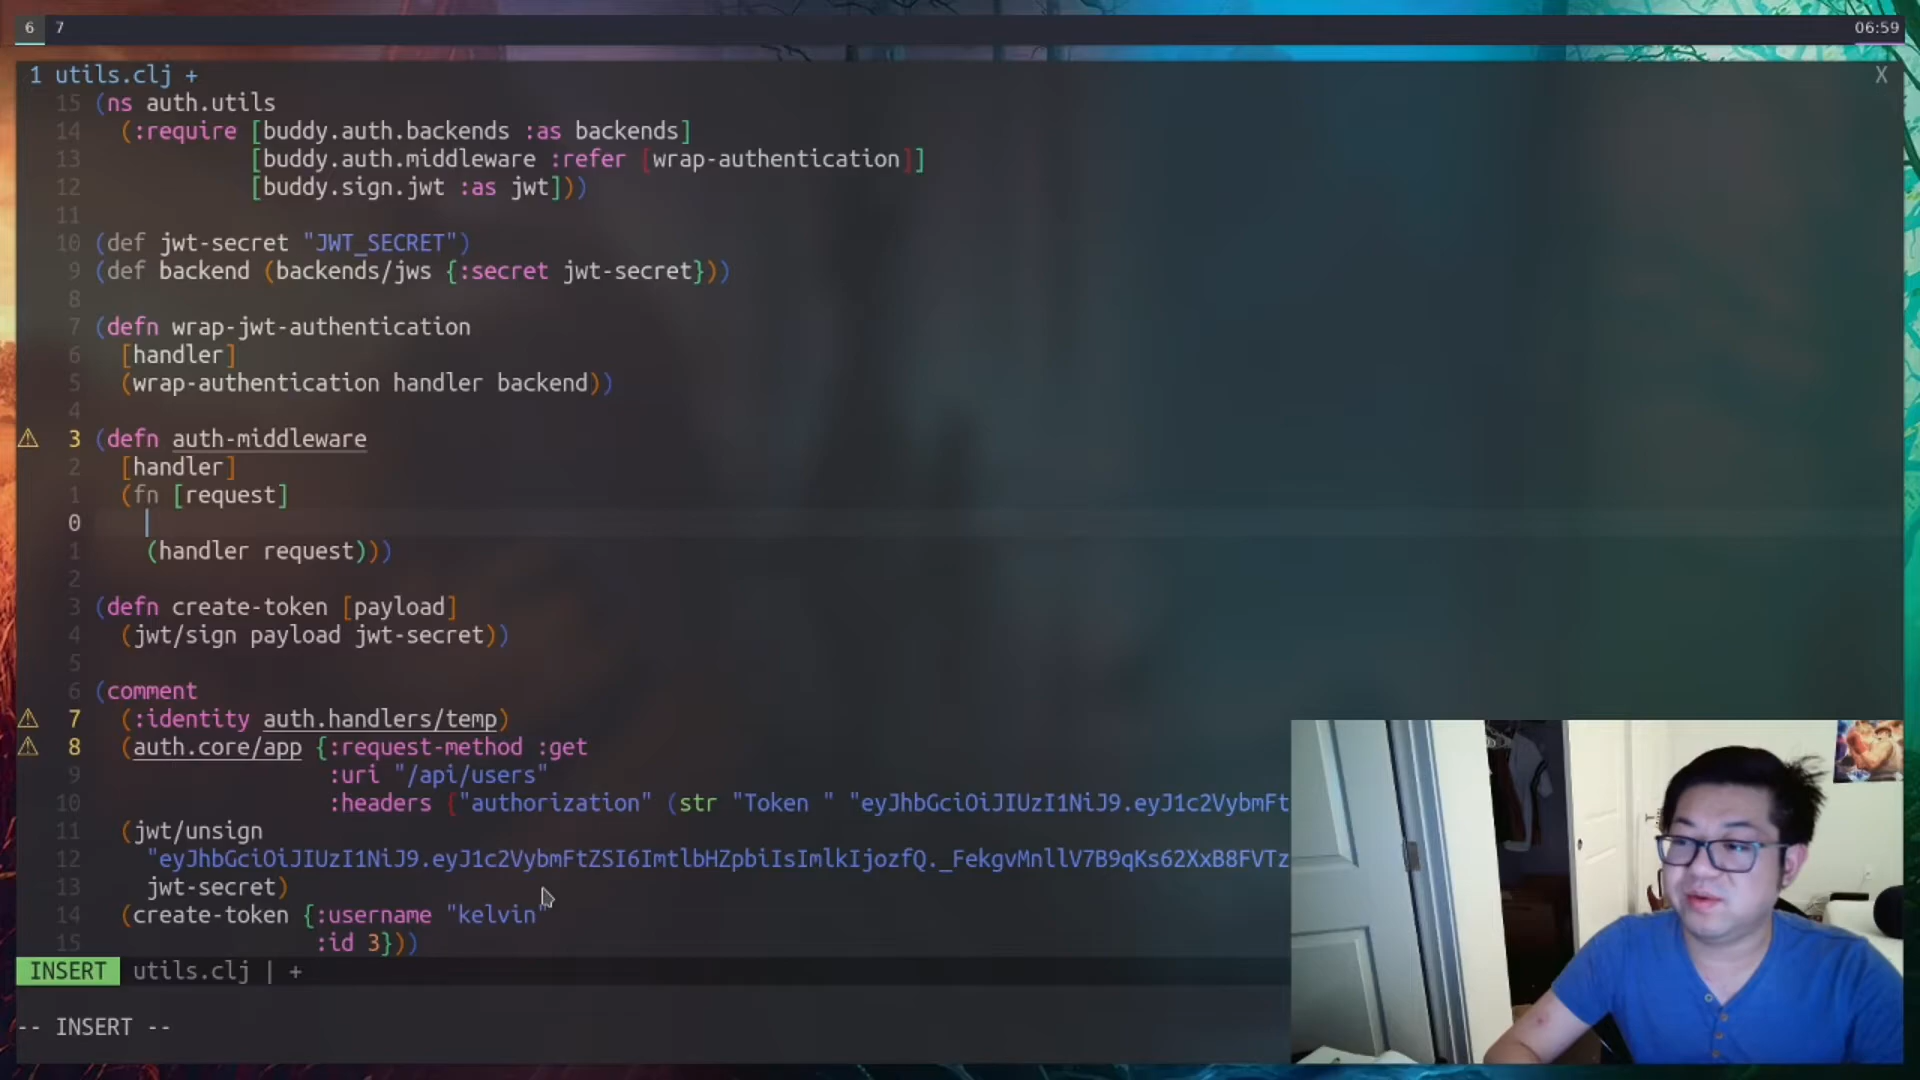 6 7 06:59
1 utils.clj + X
15 (ns auth.utils
14 (:require [buddy.auth.backends :as backends]
13 [buddy.auth.middleware :refer [wrap-authentication]]
12 [buddy.sign.jwt :as jwt]))
11
10 (def jwt-secret "JWT_SECRET")
9 (def backend (backends/jws {:secret jwt-secret}))
8
7 (defn wrap-jwt-authentication
6 [handler]
5 (wrap-authentication handler backend))
4
⚠ 3 (defn auth-middleware
2 [handler]
1 (fn [request]
0
1 (handler request)))
2
3 (defn create-token [payload]
4 (jwt/sign payload jwt-secret))
5
6 (comment
⚠ 7 (:identity auth.handlers/temp)
⚠ 8 (auth.core/app {:request-method :get
9 :uri "/api/users"
10 :headers {"authorization" (str "Token " "eyJhbGciOiJIUzI1NiJ9.eyJ1c2VybmFt
11 (jwt/unsign
12 "eyJhbGciOiJIUzI1NiJ9.eyJ1c2VybmFtZSI6ImtlbHZpbiIsImlkIjozfQ._FekgvMnllV7B9qKs62XxB8FVTz
13 jwt-secret)
14 (create-token {:username "kelvin"
15 :id 3}))
INSERT utils.clj | +
-- INSERT --